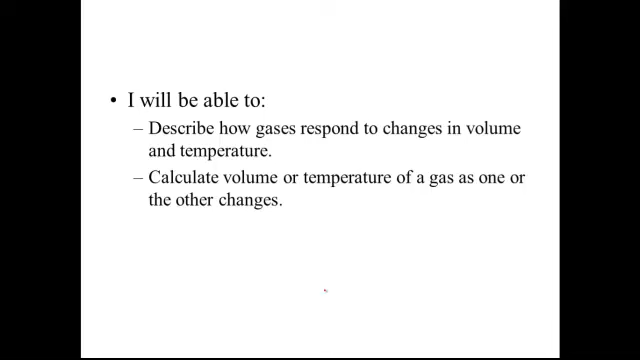 • I will be able to:
– Describe how gases respond to changes in volume
and temperature.
– Calculate volume or temperature of a gas as one or
the other changes.